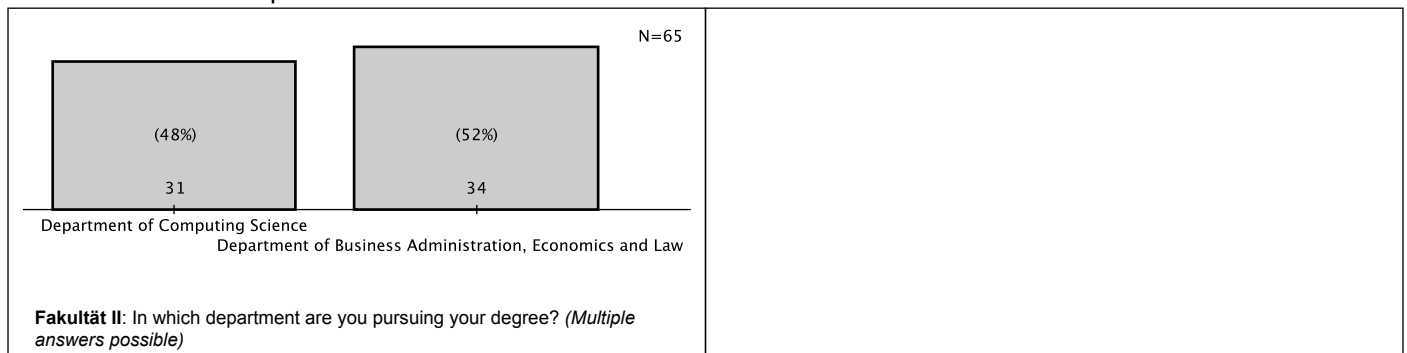 N=65
(48%)
(52%)
31
34
Department of Computing Science
Department of Business Administration, Economics and Law
Fakultät II: In which department are you pursuing your degree? (Multiple
answers possible)